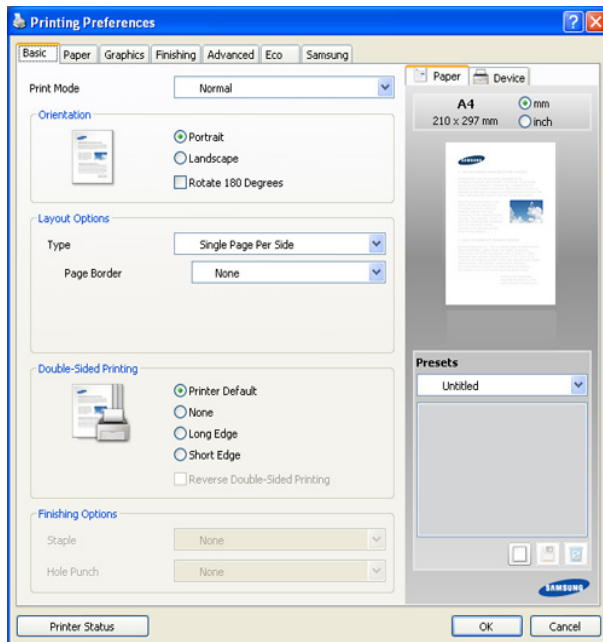 Printing Preferences
Basic Paper Graphics Finishing Advanced Eco Samsung
Print Mode Normal
Orientation
Portrait
Landscape
Rotate 180 Degrees
Layout Options
Type Single Page Per Side
Page Border None
Double-Sided Printing
Printer Default
None
Long Edge
Short Edge
Reverse Double-Sided Printing
Finishing Options
Staple None
Hole Punch None
Printer Status
Paper Device
A4 mm
210 x 297 mm inch
SAMSUNG
Presets
Untitled
SAMSUNG
OK Cancel